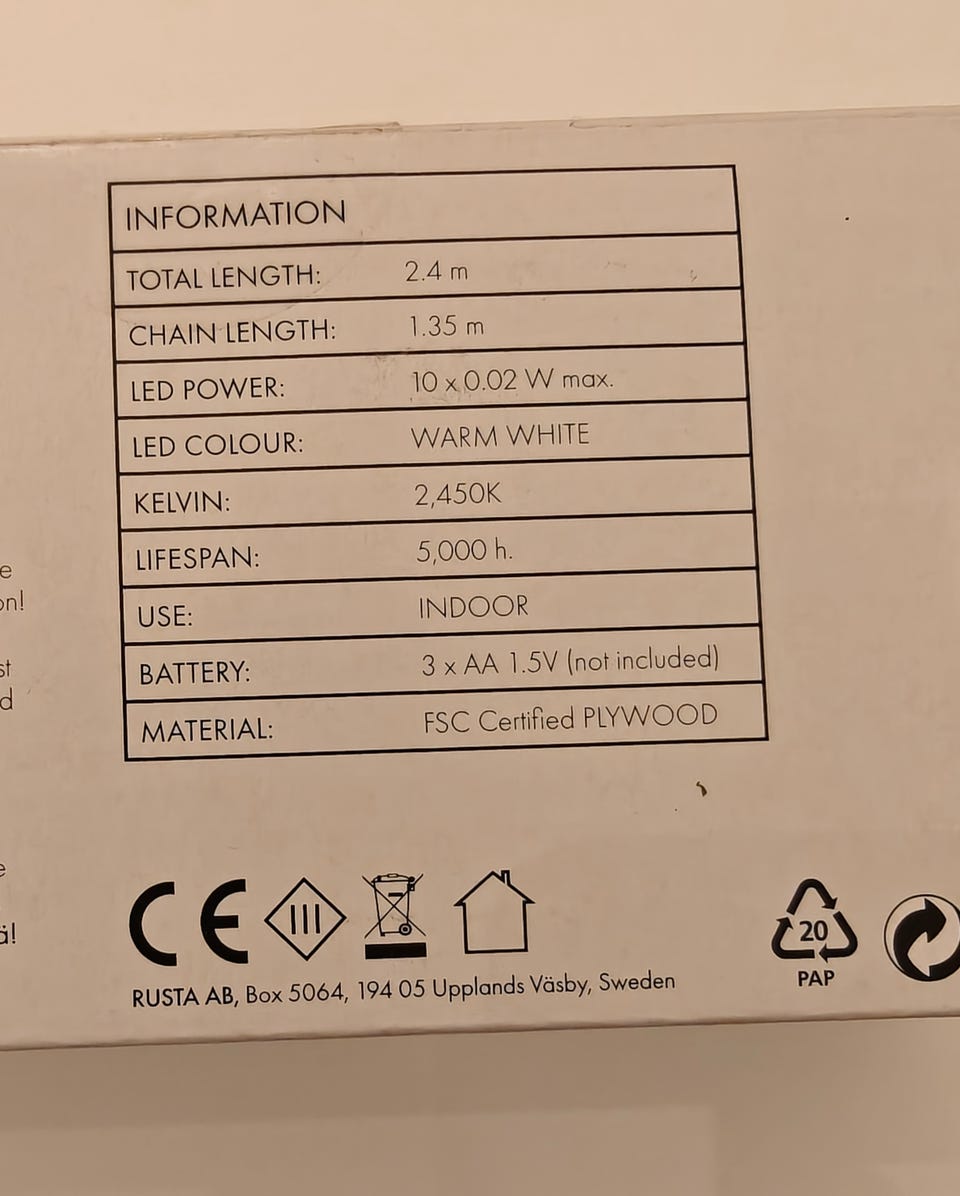 INFORMATION
TOTAL LENGTH: 2.4 m
CHAIN LENGTH: 1.35 m
LED POWER: 10 x 0.02 W max.
LED COLOUR: WARM WHITE
KELVIN: 2,450K
LIFESPAN: 5,000 h.
USE: INDOOR
BATTERY: 3 x AA 1.5V (not included)
MATERIAL: FSC Certified PLYWOOD
CE
III
RUSTA AB, Box 5064, 194 05 Upplands Väsby, Sweden
20
PAP